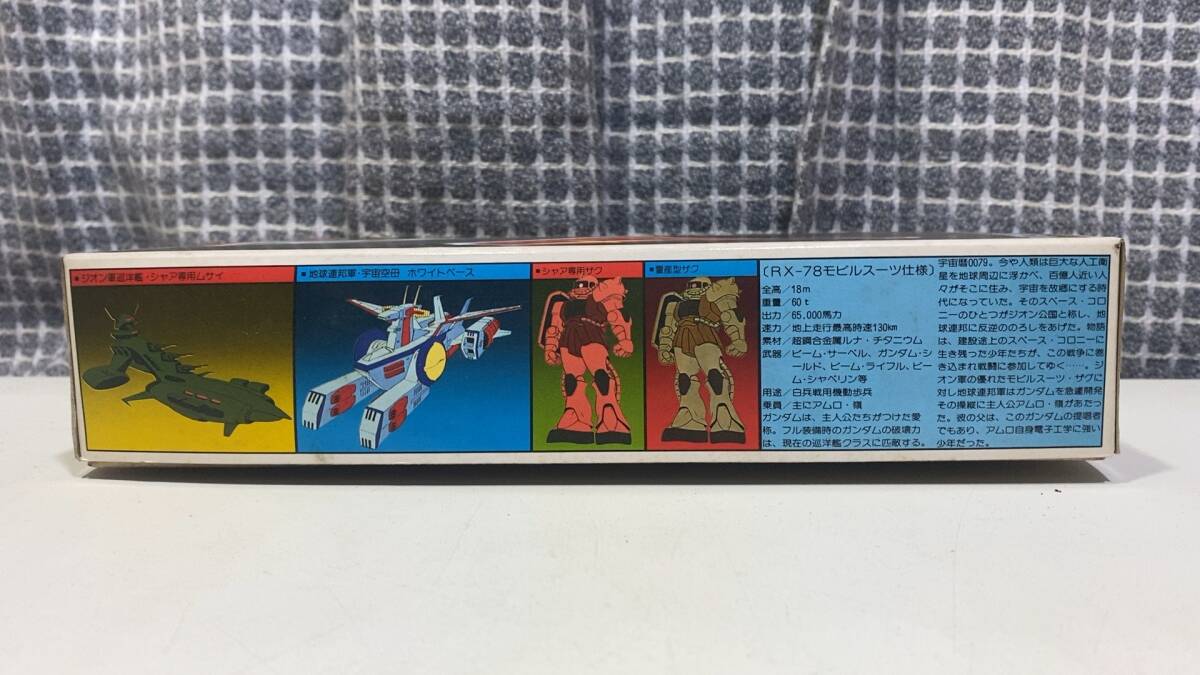 ■ジオン軍巡洋艦・シャア専用ムサイ
■地球連邦軍・宇宙空母 ホワイトベース
■シャア専用ザク
■量産型ザク
〔RX-78モビルスーツ仕様〕
全高/18m
重量/60t
出力/65,000馬力
速力/地上走行最高時速130km
素材/超鋼合金属ルナ・チタニウム
武器/ビーム・サーベル、ガンダム・シ
ールド、ビーム・ライフル、ビー
ム・シャベリン等
用途/白兵戦用機動歩兵
乗員/主にアムロ・嶺
ガンダムは、主人公たちがつけた愛
称。フル装備時のガンダムの破壊力
は、現在の巡洋艦クラスに匹敵する。
宇宙暦0079。今や人類は巨大な人工衛
星を地球周辺に浮かべ、百億人近い人
々がそこに住み、宇宙を故郷にする時
代になっていた。そのスペース・コロ
ニーのひとつがジオン公国と称し、地
球連邦に反逆ののろしをあげた。物語
は、建設途上のスペース・コロニーに
生き残った少年たちが、この戦争に巻
き込まれ戦闘に参加してゆく……。ジ
オン軍の優れたモビルスーツ・ザクに
対し地球連邦軍はガンダムを急遽開発
その操縦に主人公アムロ・嶺があたっ
た。彼の父は、このガンダムの提唱者
でもあり、アムロ自身電子工学に強い
少年だった。